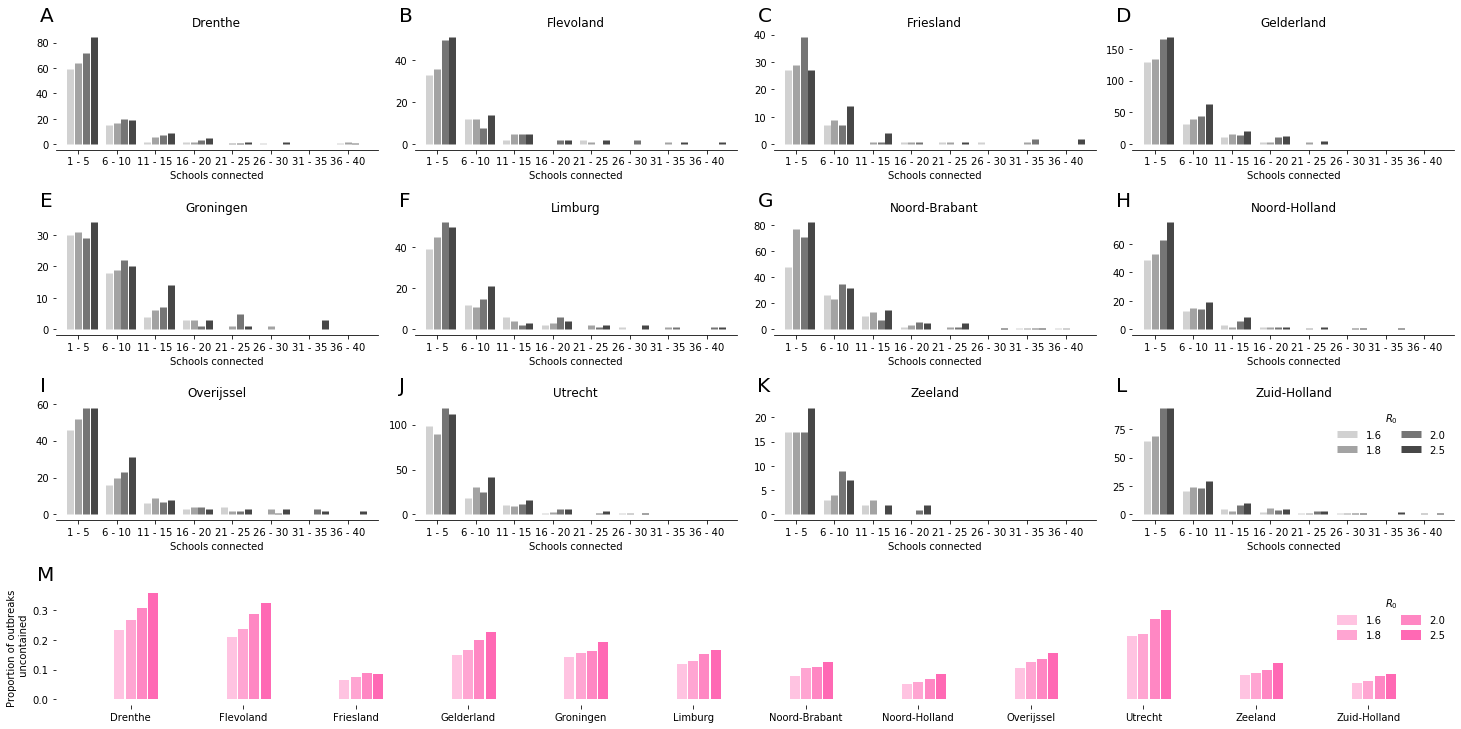 A Drenthe
B Flevoland
C Friesland
D Gelderland
80
60
40
20
0
1 - 5 6 - 10 11 - 15 16 - 20 21 - 25 26 - 30 31 - 35 36 - 40
Schools connected
40
20
0
1 - 5 6 - 10 11 - 15 16 - 20 21 - 25 26 - 30 31 - 35 36 - 40
Schools connected
40
30
20
10
0
1 - 5 6 - 10 11 - 15 16 - 20 21 - 25 26 - 30 31 - 35 36 - 40
Schools connected
150
100
50
0
1 - 5 6 - 10 11 - 15 16 - 20 21 - 25 26 - 30 31 - 35 36 - 40
Schools connected
E Groningen
F Limburg
G Noord-Brabant
H Noord-Holland
30
20
10
0
1 - 5 6 - 10 11 - 15 16 - 20 21 - 25 26 - 30 31 - 35 36 - 40
Schools connected
40
20
0
1 - 5 6 - 10 11 - 15 16 - 20 21 - 25 26 - 30 31 - 35 36 - 40
Schools connected
80
60
40
20
0
1 - 5 6 - 10 11 - 15 16 - 20 21 - 25 26 - 30 31 - 35 36 - 40
Schools connected
60
40
20
0
1 - 5 6 - 10 11 - 15 16 - 20 21 - 25 26 - 30 31 - 35 36 - 40
Schools connected
I Overijssel
J Utrecht
K Zeeland
L Zuid-Holland
60
40
20
0
1 - 5 6 - 10 11 - 15 16 - 20 21 - 25 26 - 30 31 - 35 36 - 40
Schools connected
100
50
0
1 - 5 6 - 10 11 - 15 16 - 20 21 - 25 26 - 30 31 - 35 36 - 40
Schools connected
20
15
10
5
0
1 - 5 6 - 10 11 - 15 16 - 20 21 - 25 26 - 30 31 - 35 36 - 40
Schools connected
75
50
25
0
R0
1.6 2.0
1.8 2.5
1 - 5 6 - 10 11 - 15 16 - 20 21 - 25 26 - 30 31 - 35 36 - 40
Schools connected
M
Proportion of outbreaks
uncontained
0.3
0.2
0.1
0.0
R0
1.6 2.0
1.8 2.5
Drenthe Flevoland Friesland Gelderland Groningen Limburg Noord-Brabant Noord-Holland Overijssel Utrecht Zeeland Zuid-Holland